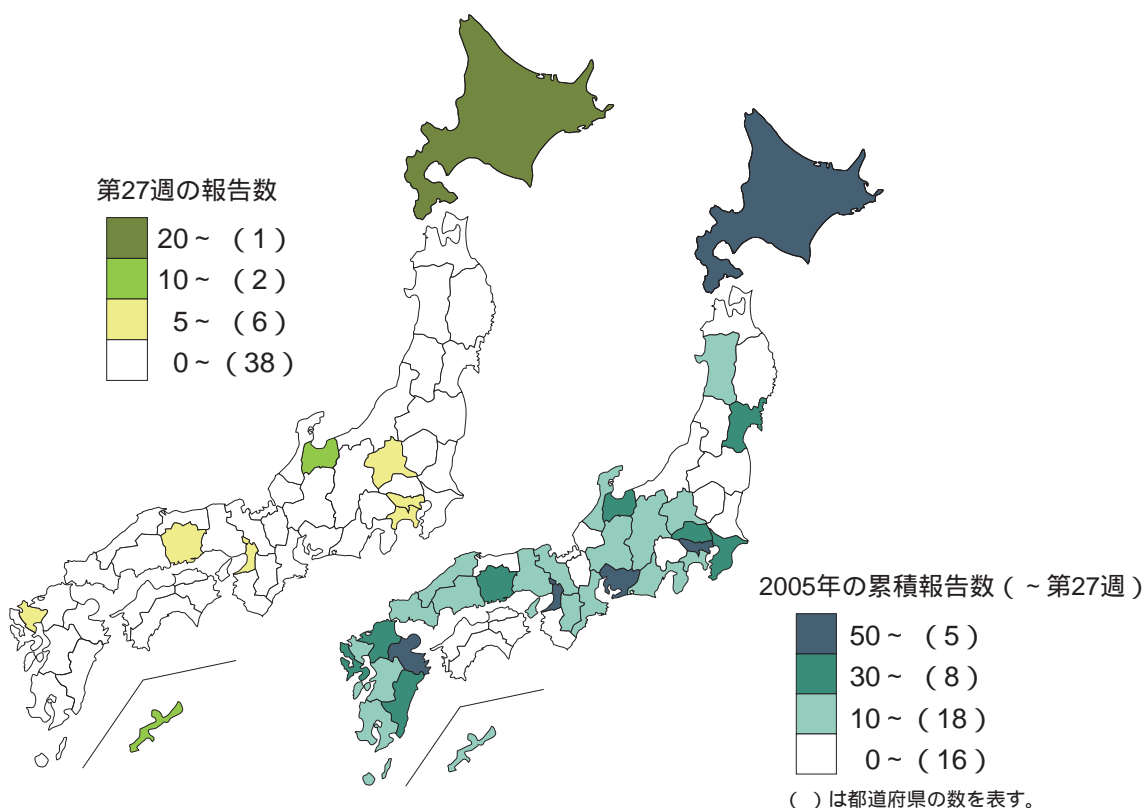 第27週の報告数
20~ (1)
10~ (2)
5~ (6)
0~ (38)
2005年の累積報告数(~第27週)
50~ (5)
30~ (8)
10~ (18)
0~ (16)
( )は都道府県の数を表す。